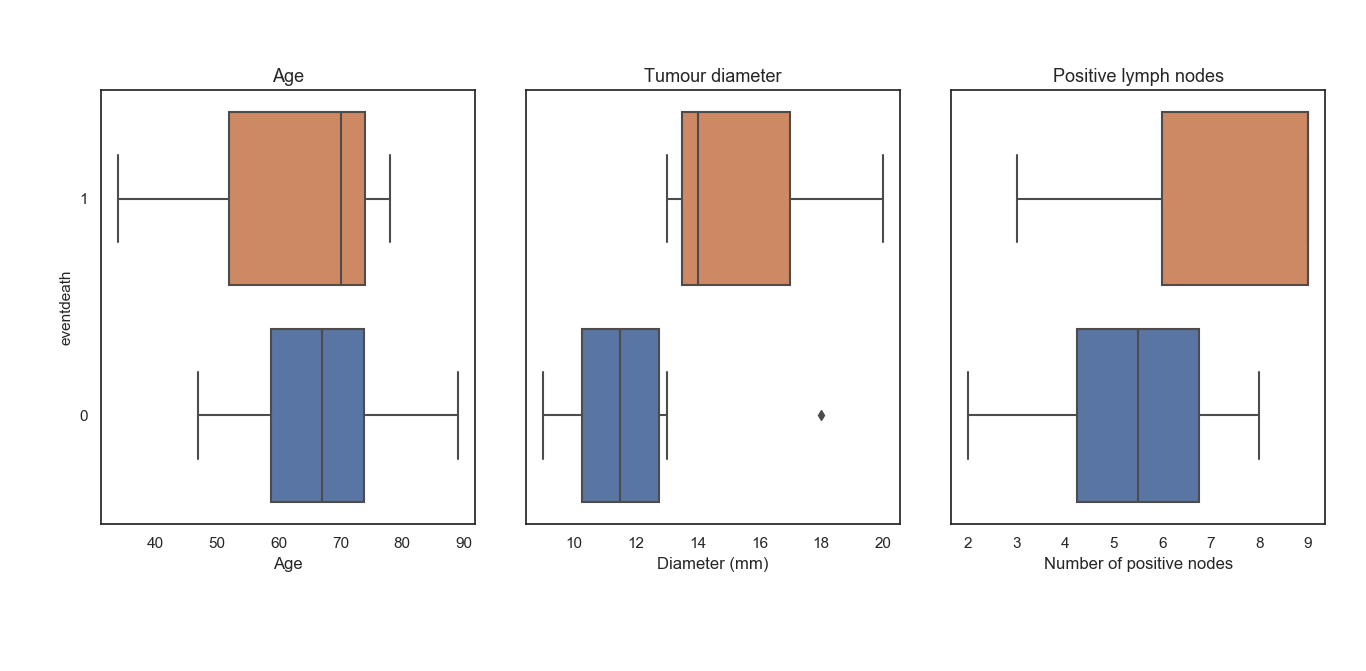 Age
Tumour diameter
Positive lymph nodes
1
eventdeath
0
40 50 60 70 80 90
10 12 14 16 18 20
2 3 4 5 6 7 8 9
Age
Diameter (mm)
Number of positive nodes